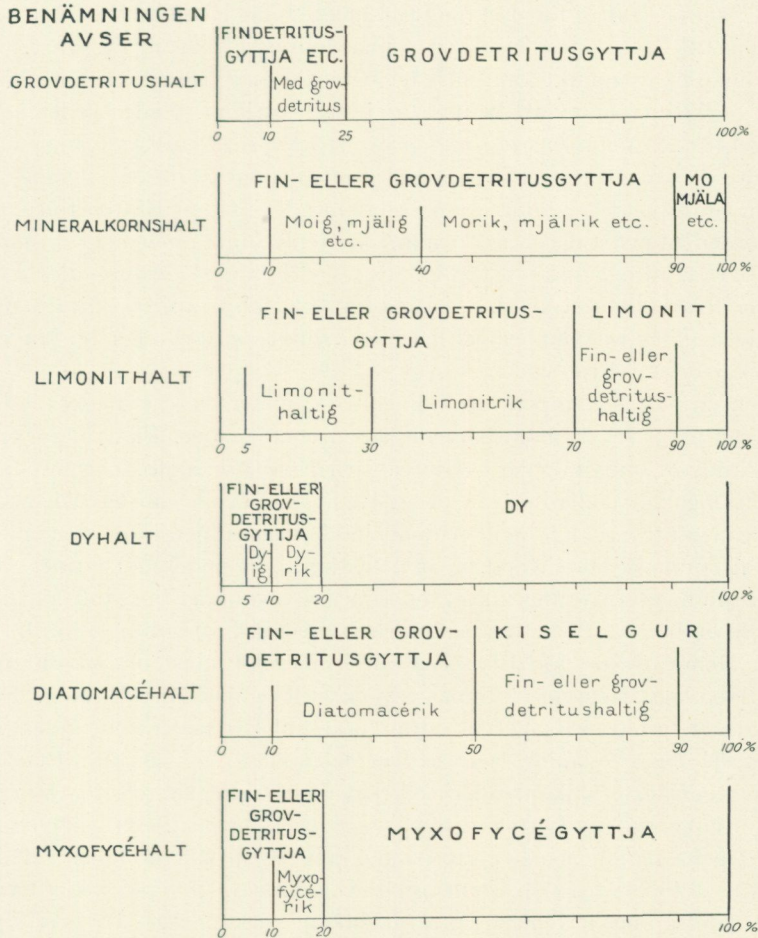 BENÄMNINGEN
AVSER
GROVDETRITUSHALT
FINDETRITUS-
GYTTJA ETC.
GROVDETRITUSGYTTJA
Med grov-
detritus
0 10 25 100%
MINERALKORNSHALT
FIN- ELLER GROVDETRITUSGYTTJA
MO
MJÄLA
etc.
Moig, mjälig
etc.
Morik, mjälrik etc.
0 10 40 90 100%
LIMONITHALT
FIN- ELLER GROVDETRITUS-
GYTTJA
LIMONIT
Limonit-
haltig
Limonitrik
Fin- eller
grov-
detritus-
haltig
0 5 30 70 90 100%
DYHALT
FIN- ELLER
GROV-
DETRITUS-
GYTTJA
DY
Dy-
ig
Dy-
rik
0 5 10 20 100%
DIATOMACÉHALT
FIN- ELLER GROV-
DETRITUSGYTTJA
KISELGUR
Diatomacérik
Fin- eller grov-
detritushaltig
0 10 50 90 100%
MYXOFYCÉHALT
FIN- ELLER
GROV-
DETRITUS-
GYTTJA
MYXOFYCÉGYTTJA
Myxo-
fycé-
rik
0 10 20 100%